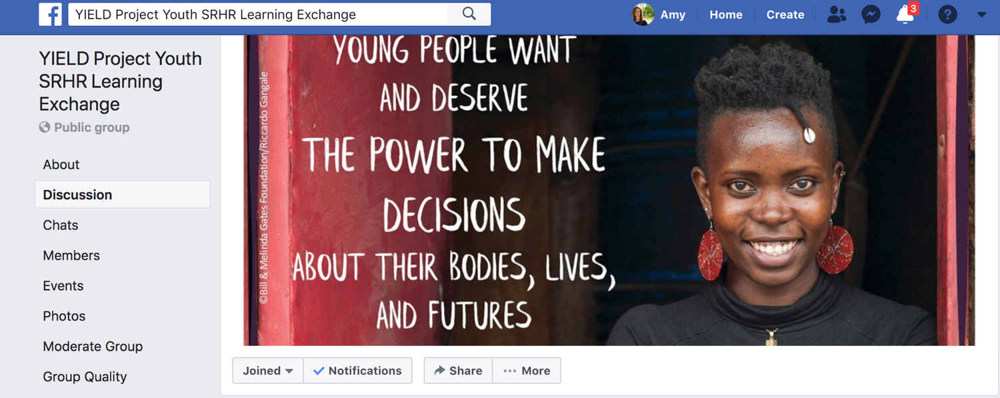 YIELD Project Youth SRHR Learning Exchange
Amy
Home
Create
3
?
YIELD Project Youth
SRHR Learning
Exchange
Public group
About
Discussion
Chats
Members
Events
Photos
Moderate Group
Group Quality
©Bill & Melinda Gates Foundation/Riccardo Gangale
YOUNG PEOPLE WANT
AND DESERVE
THE POWER TO MAKE
DECISIONS
ABOUT THEIR BODIES, LIVES,
AND FUTURES
Joined
Notifications
Share
More